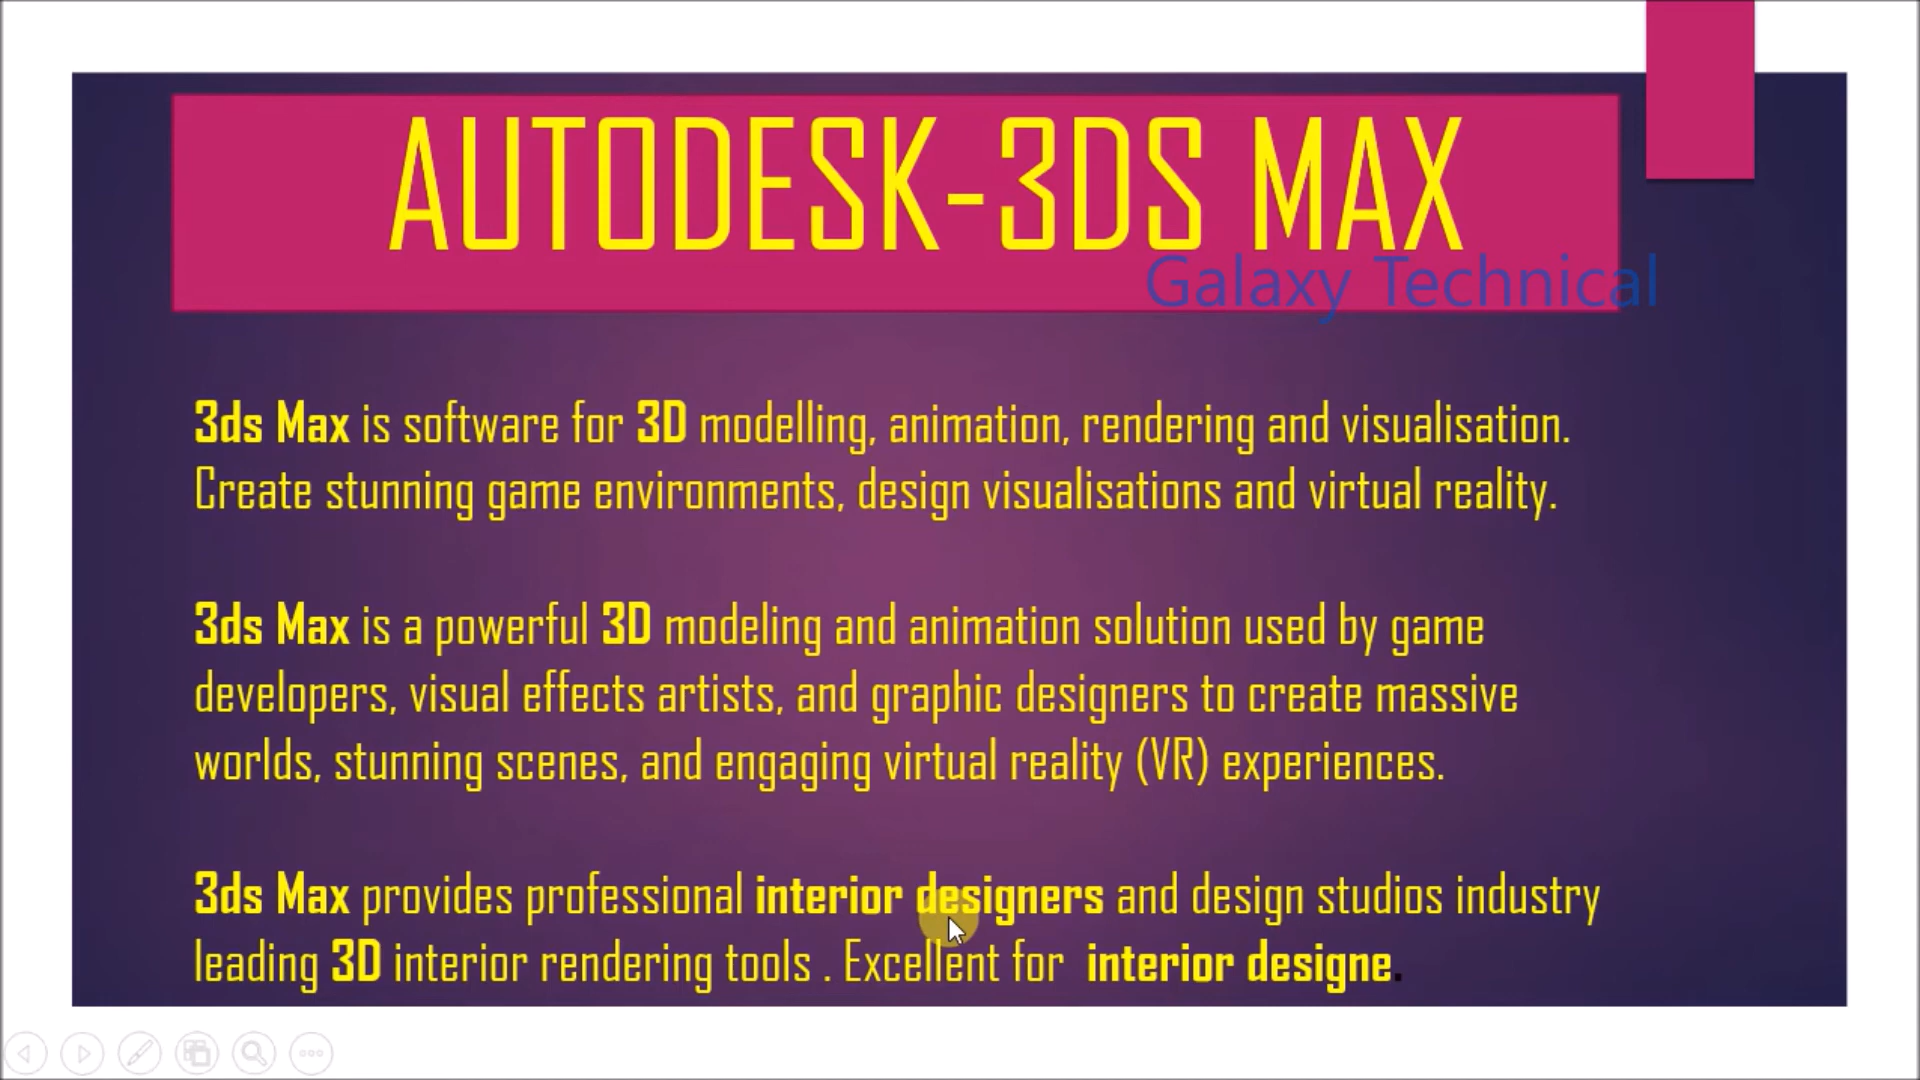 AUTODESK-3DS MAX
Galaxy Technical
3ds Max is software for 3D modelling, animation, rendering and visualisation.
Create stunning game environments, design visualisations and virtual reality.
3ds Max is a powerful 3D modeling and animation solution used by game
developers, visual effects artists, and graphic designers to create massive
worlds, stunning scenes, and engaging virtual reality (VR) experiences.
3ds Max provides professional interior designers and design studios industry
leading 3D interior rendering tools . Excellent for  interior designe.